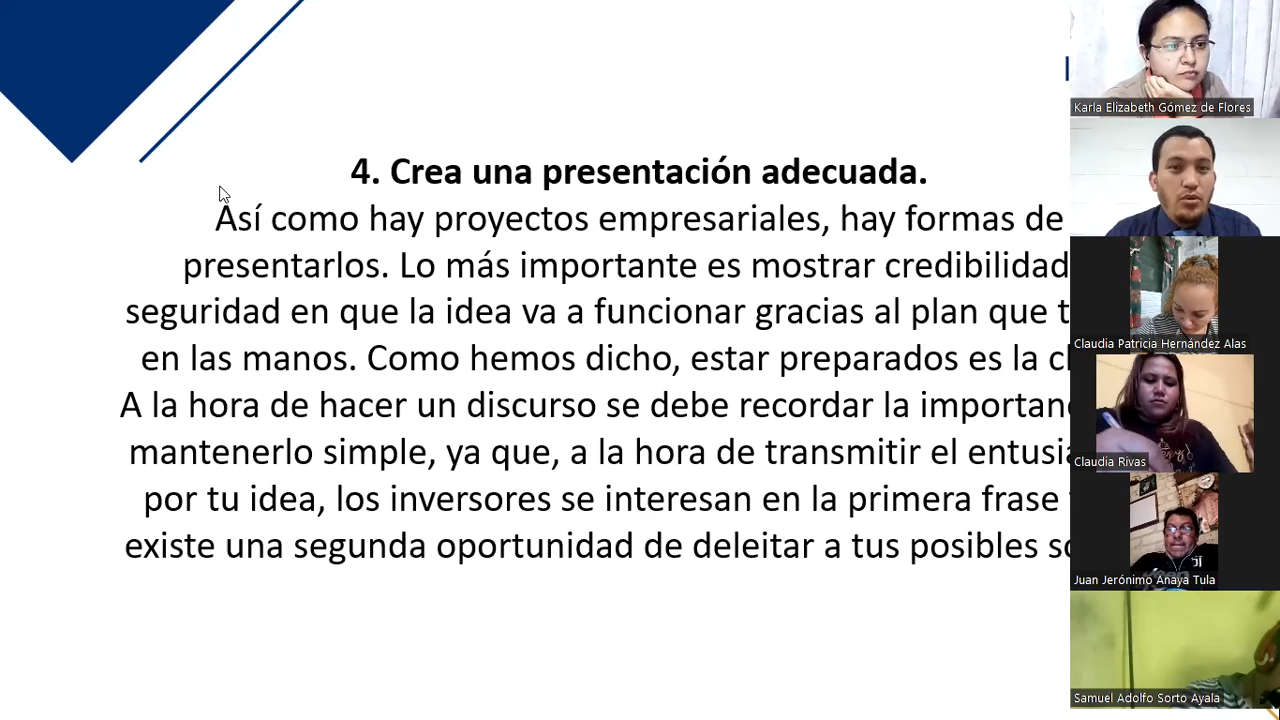 4. Crea una presentación adecuada.
Así como hay proyectos empresariales, hay formas de
presentarlos. Lo más importante es mostrar credibilidad
seguridad en que la idea va a funcionar gracias al plan que
en las manos. Como hemos dicho, estar preparados es la
A la hora de hacer un discurso se debe recordar la
mantenerlo simple, ya que, a la hora de transmitir el
por tu idea, los inversores se interesan en la primera frase
existe una segunda oportunidad de deleitar a tus posibles
Karla Elizabeth Gómez de Flores
Claudia Patricia Hernández Alas
Claudia Rivas
Juan Jerónimo Anaya Tula
Samuel Adolfo Sorto Ayala